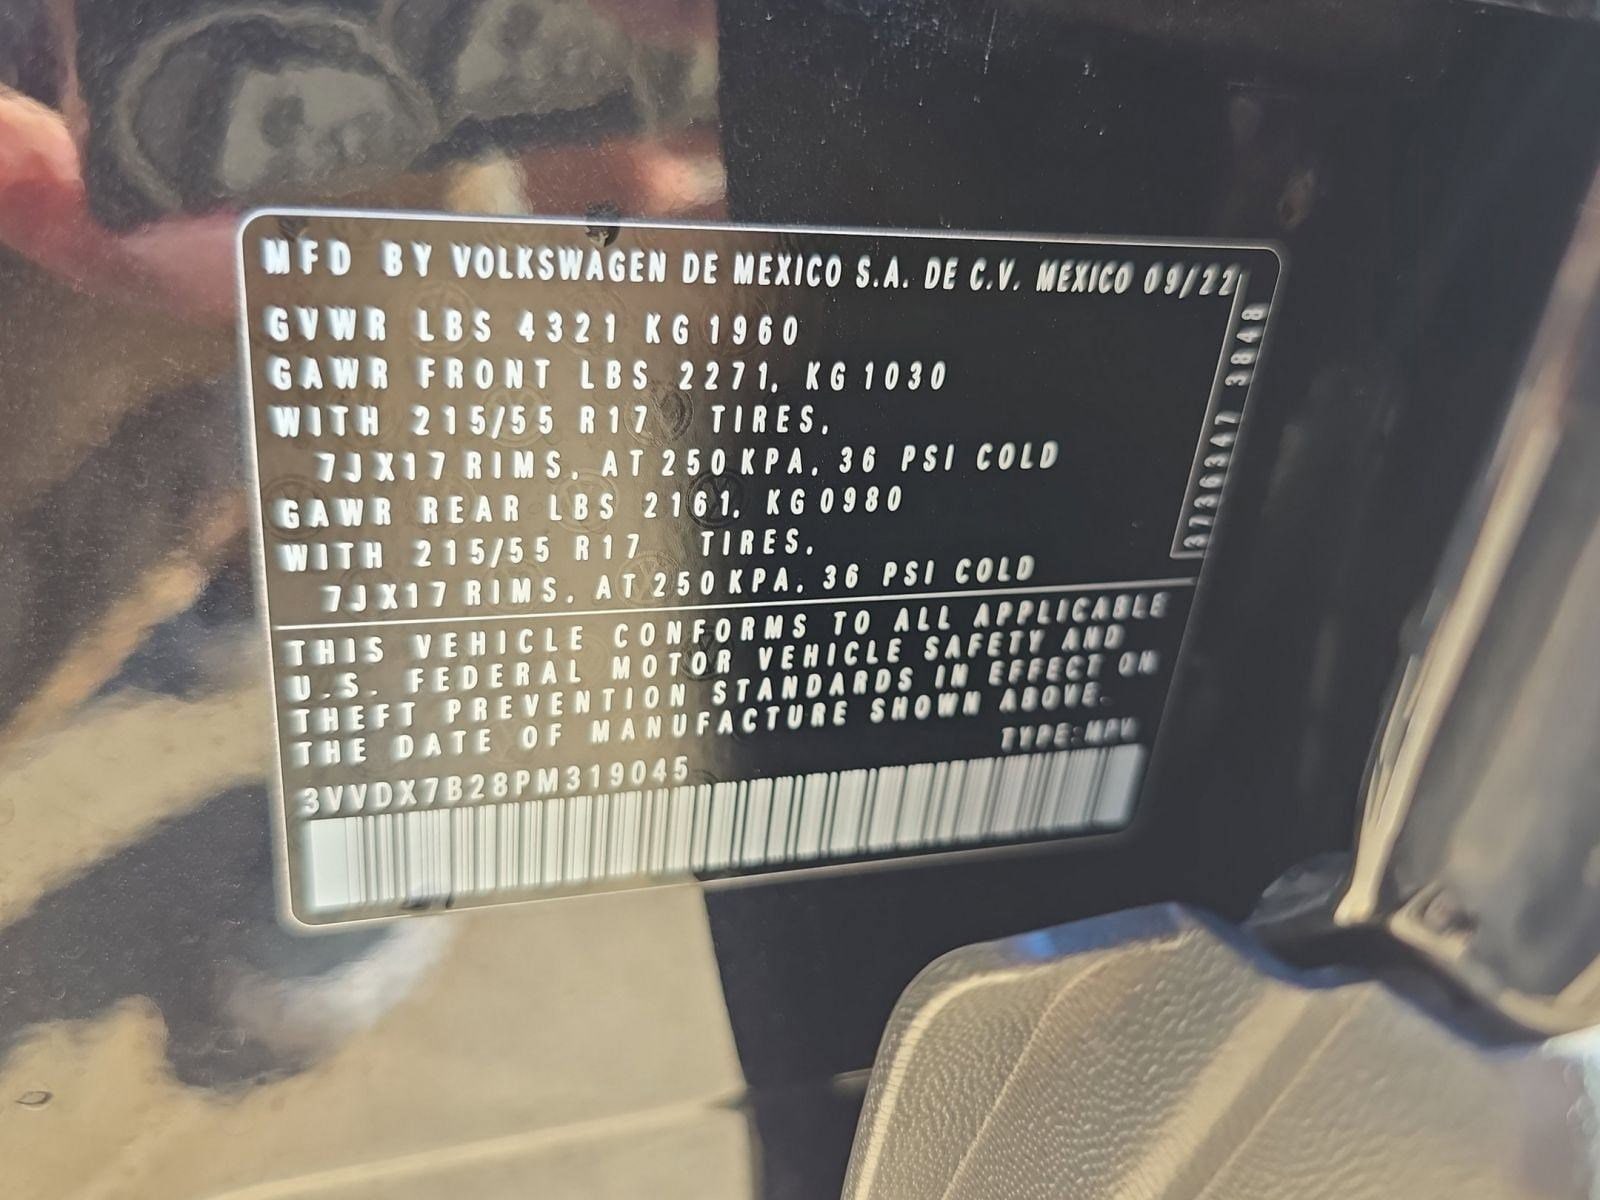 MFD BY VOLKSWAGEN DE MEXICO S.A. DE C.V. MEXICO 09/22
GVWR LBS 4321 KG 1960
GAWR FRONT LBS 2271, KG 1030
WITH 215/55 R17 TIRES,
7JX17 RIMS, AT 250 KPA, 36 PSI COLD
GAWR REAR LBS 2161, KG 0980
WITH 215/55 R17 TIRES,
7JX17 RIMS, AT 250 KPA, 36 PSI COLD
3736347 3848
THIS VEHICLE CONFORMS TO ALL APPLICABLE
U.S. FEDERAL MOTOR VEHICLE SAFETY AND
THEFT PREVENTION STANDARDS IN EFFECT ON
THE DATE OF MANUFACTURE SHOWN ABOVE.
TYPE: MPV
3VVDX7B28PM319045